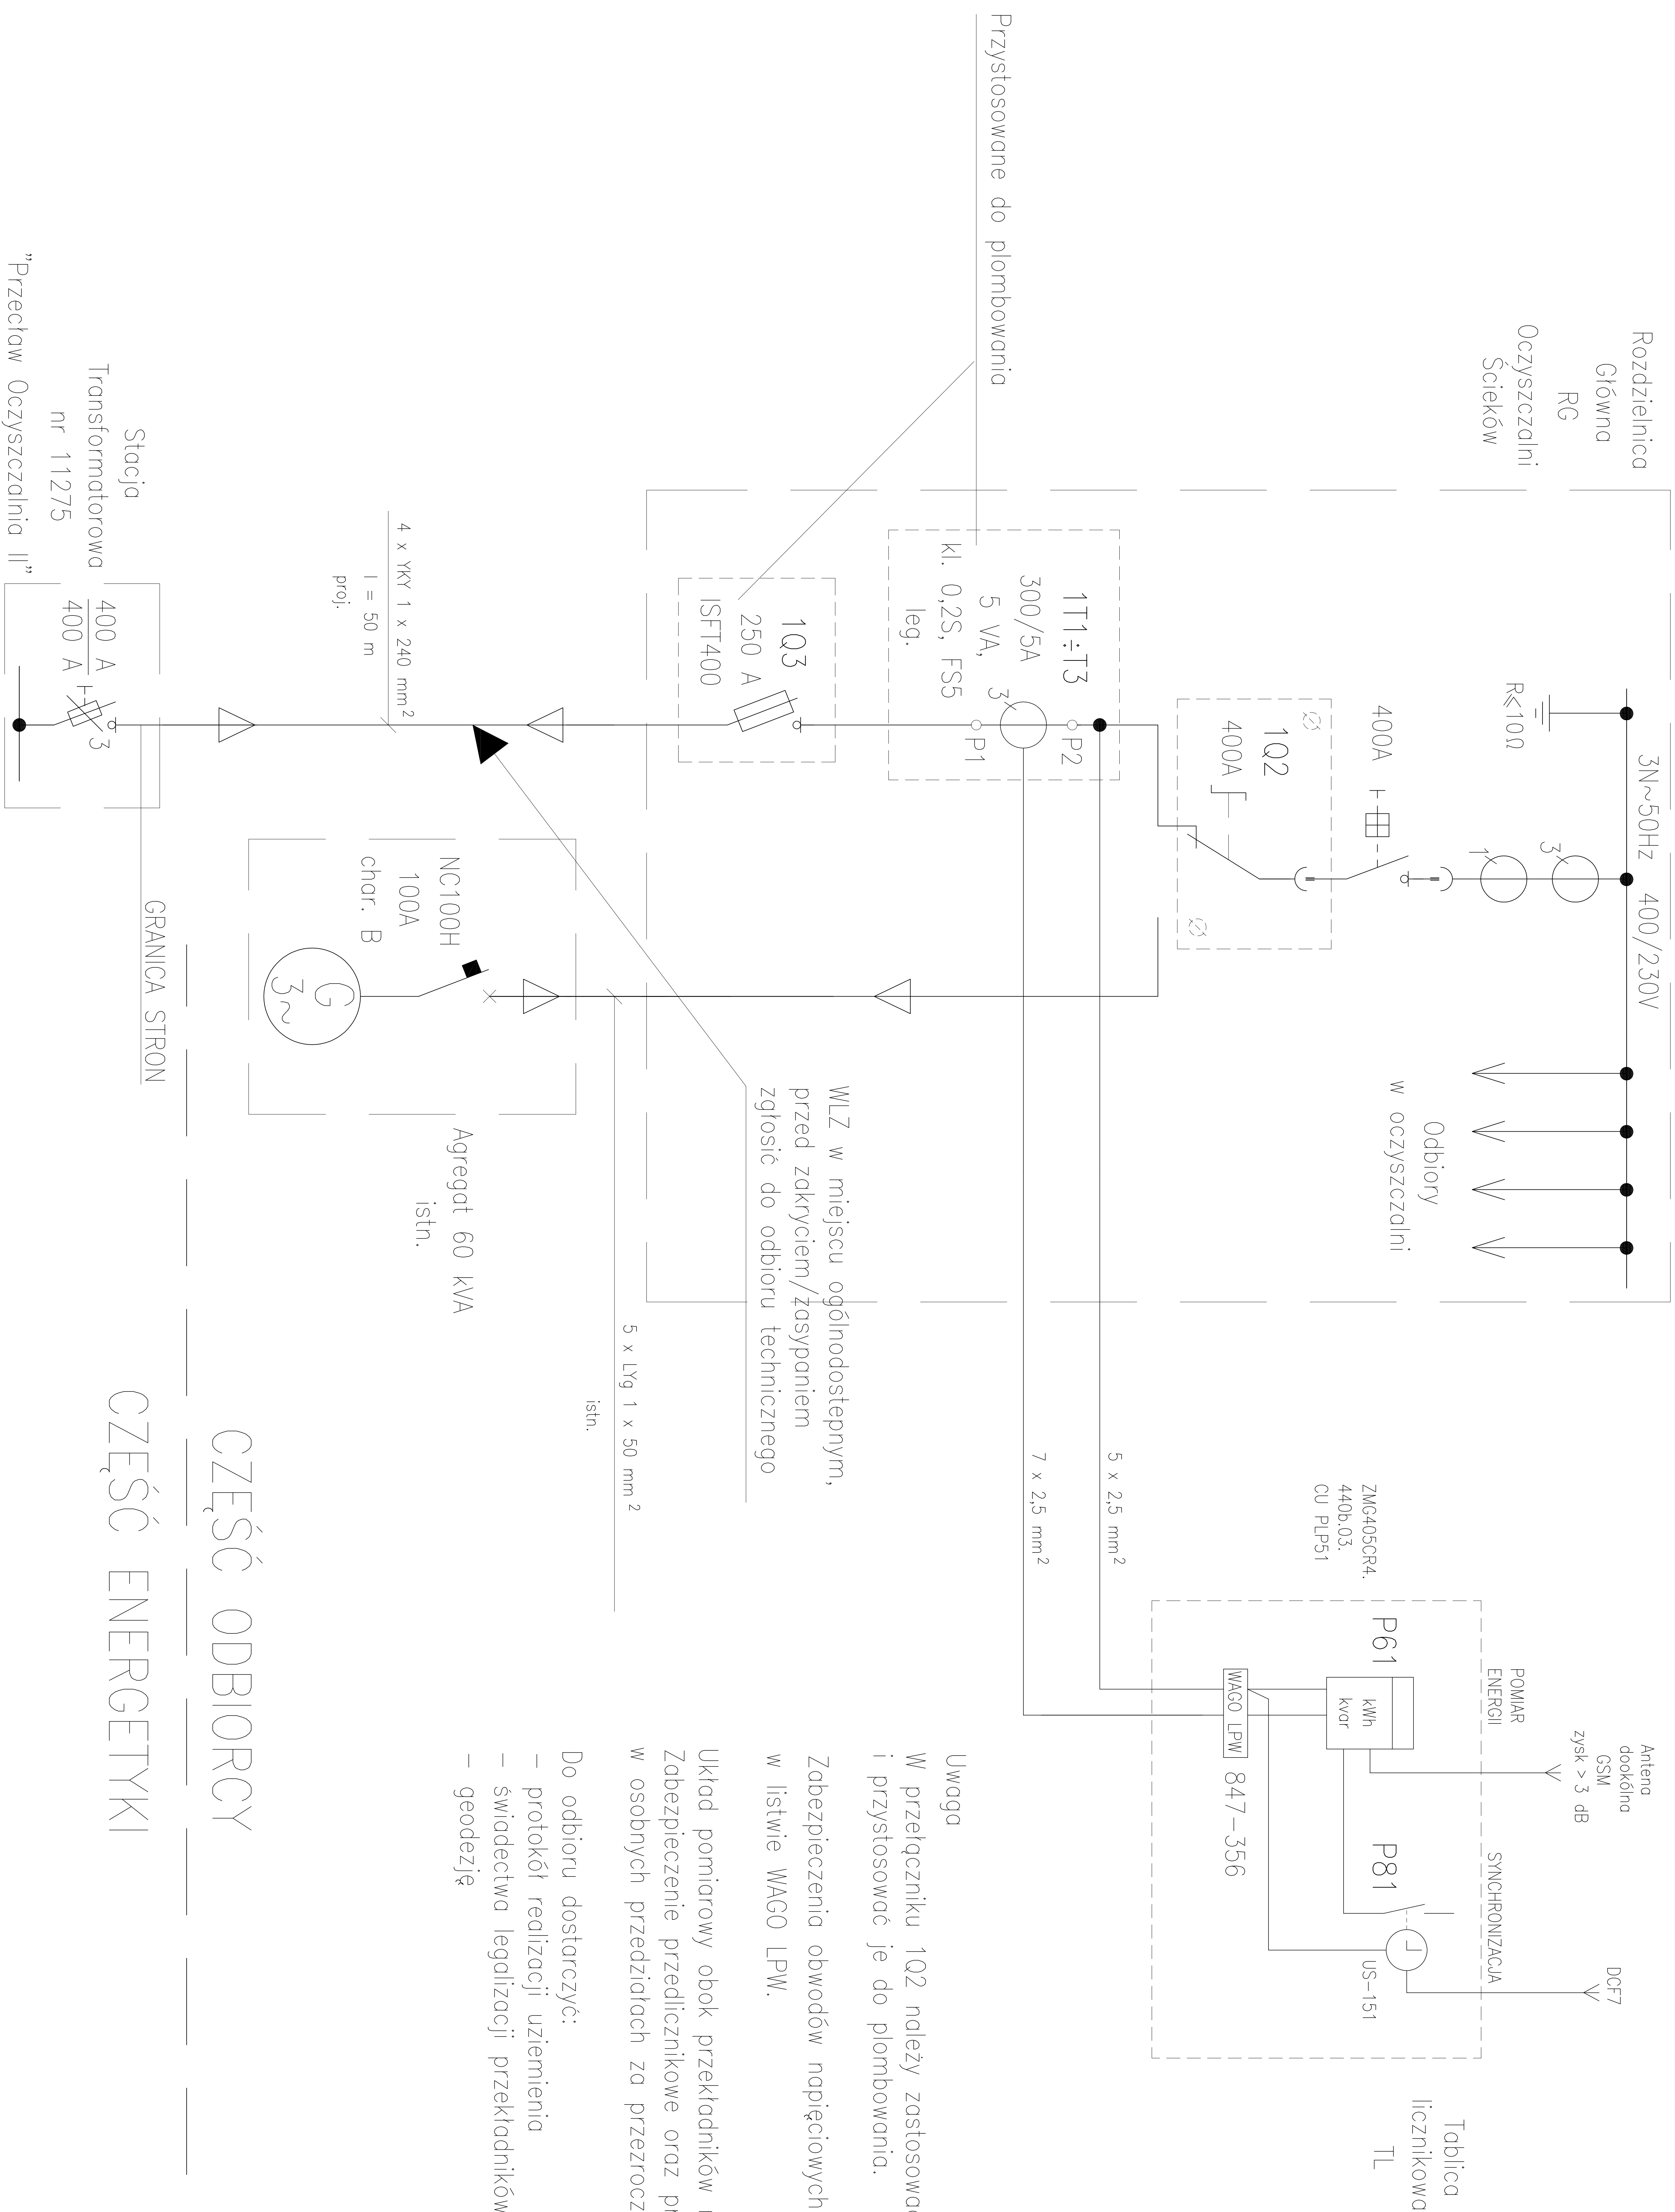 Rozdzielnica
Główna
RG
Oczyszczalni
Ścieków
3N~50Hz 400/230V
R⩽10Ω
400A
3
1
1Q2
400A
Odbiory
w oczyszczalni
Przystosowane do plombowania
1T1÷T3
300/5A
5 VA,
kl. 0,2S, FS5
leg.
3
P2
P1
1Q3
250 A
ISFT400
4 x YKY 1 x 240 mm²
l = 50 m
proj.
Stacja
Transformatorowa
nr 11275
"Przecław Oczyszczalnia II"
400 A
400 A
3
GRANICA STRON
NC100H
100A
char. B
G
3~
Agregat 60 kVA
istn.
5 x LYg 1 x 50 mm²
istn.
WLZ w miejscu ogólnodostepnym,
przed zakryciem/zasypaniem
zgłosić do odbioru technicznego
5 x 2,5 mm²
7 x 2,5 mm²
ZMG405CR4.
440b.03.
CU PLP51
POMIAR
ENERGII
Antena
dookólna
GSM
zysk > 3 dB
SYNCHRONIZACJA
DCF7
P61
kWh
kvar
P81
US-151
WAGO LPW
847-356
Tablica
licznikowa
TL
Uwaga
W przełączniku 1Q2 należy zastosować
i przystosować je do plombowania.
Zabezpieczenia obwodów napięciowych
w listwie WAGO LPW.
Układ pomiarowy obok przekładników
Zabezpieczenie przedlicznikowe oraz
w osobnych przedziałach za
Do odbioru dostarczyć:
- protokół realizacji uziemienia
- świadectwa legalizacji przekładników
- geodezję
CZĘŚĆ ODBIORCY
CZĘŚĆ ENERGETYKI